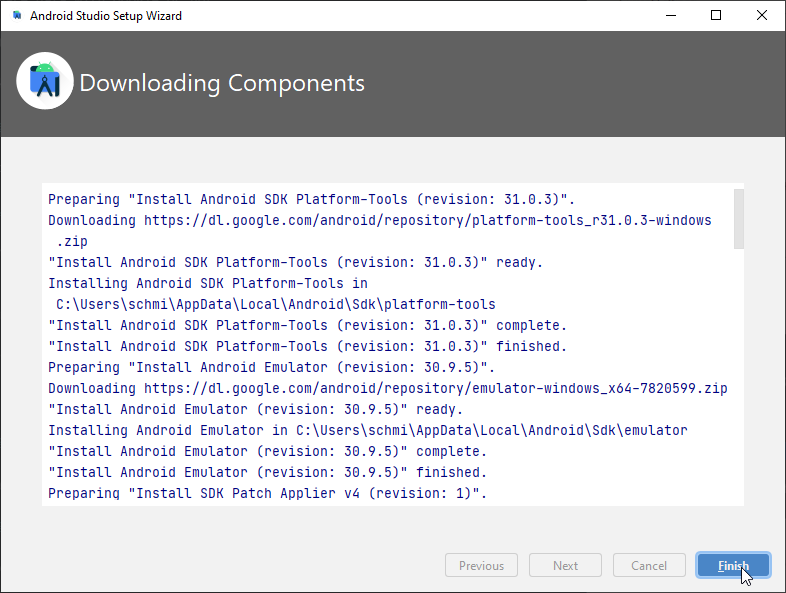 Android Studio Setup Wizard
Downloading Components
Preparing "Install Android SDK Platform-Tools (revision: 31.0.3)".
Downloading https://dl.google.com/android/repository/platform-tools_r31.0.3-windows
.zip
"Install Android SDK Platform-Tools (revision: 31.0.3)" ready.
Installing Android SDK Platform-Tools in
C:\Users\schmi\AppData\Local\Android\Sdk\platform-tools
"Install Android SDK Platform-Tools (revision: 31.0.3)" complete.
"Install Android SDK Platform-Tools (revision: 31.0.3)" finished.
Preparing "Install Android Emulator (revision: 30.9.5)".
Downloading https://dl.google.com/android/repository/emulator-windows_x64-7820599.zip
"Install Android Emulator (revision: 30.9.5)" ready.
Installing Android Emulator in C:\Users\schmi\AppData\Local\Android\Sdk\emulator
"Install Android Emulator (revision: 30.9.5)" complete.
"Install Android Emulator (revision: 30.9.5)" finished.
Preparing "Install SDK Patch Applier v4 (revision: 1)".
Previous Next Cancel Finish